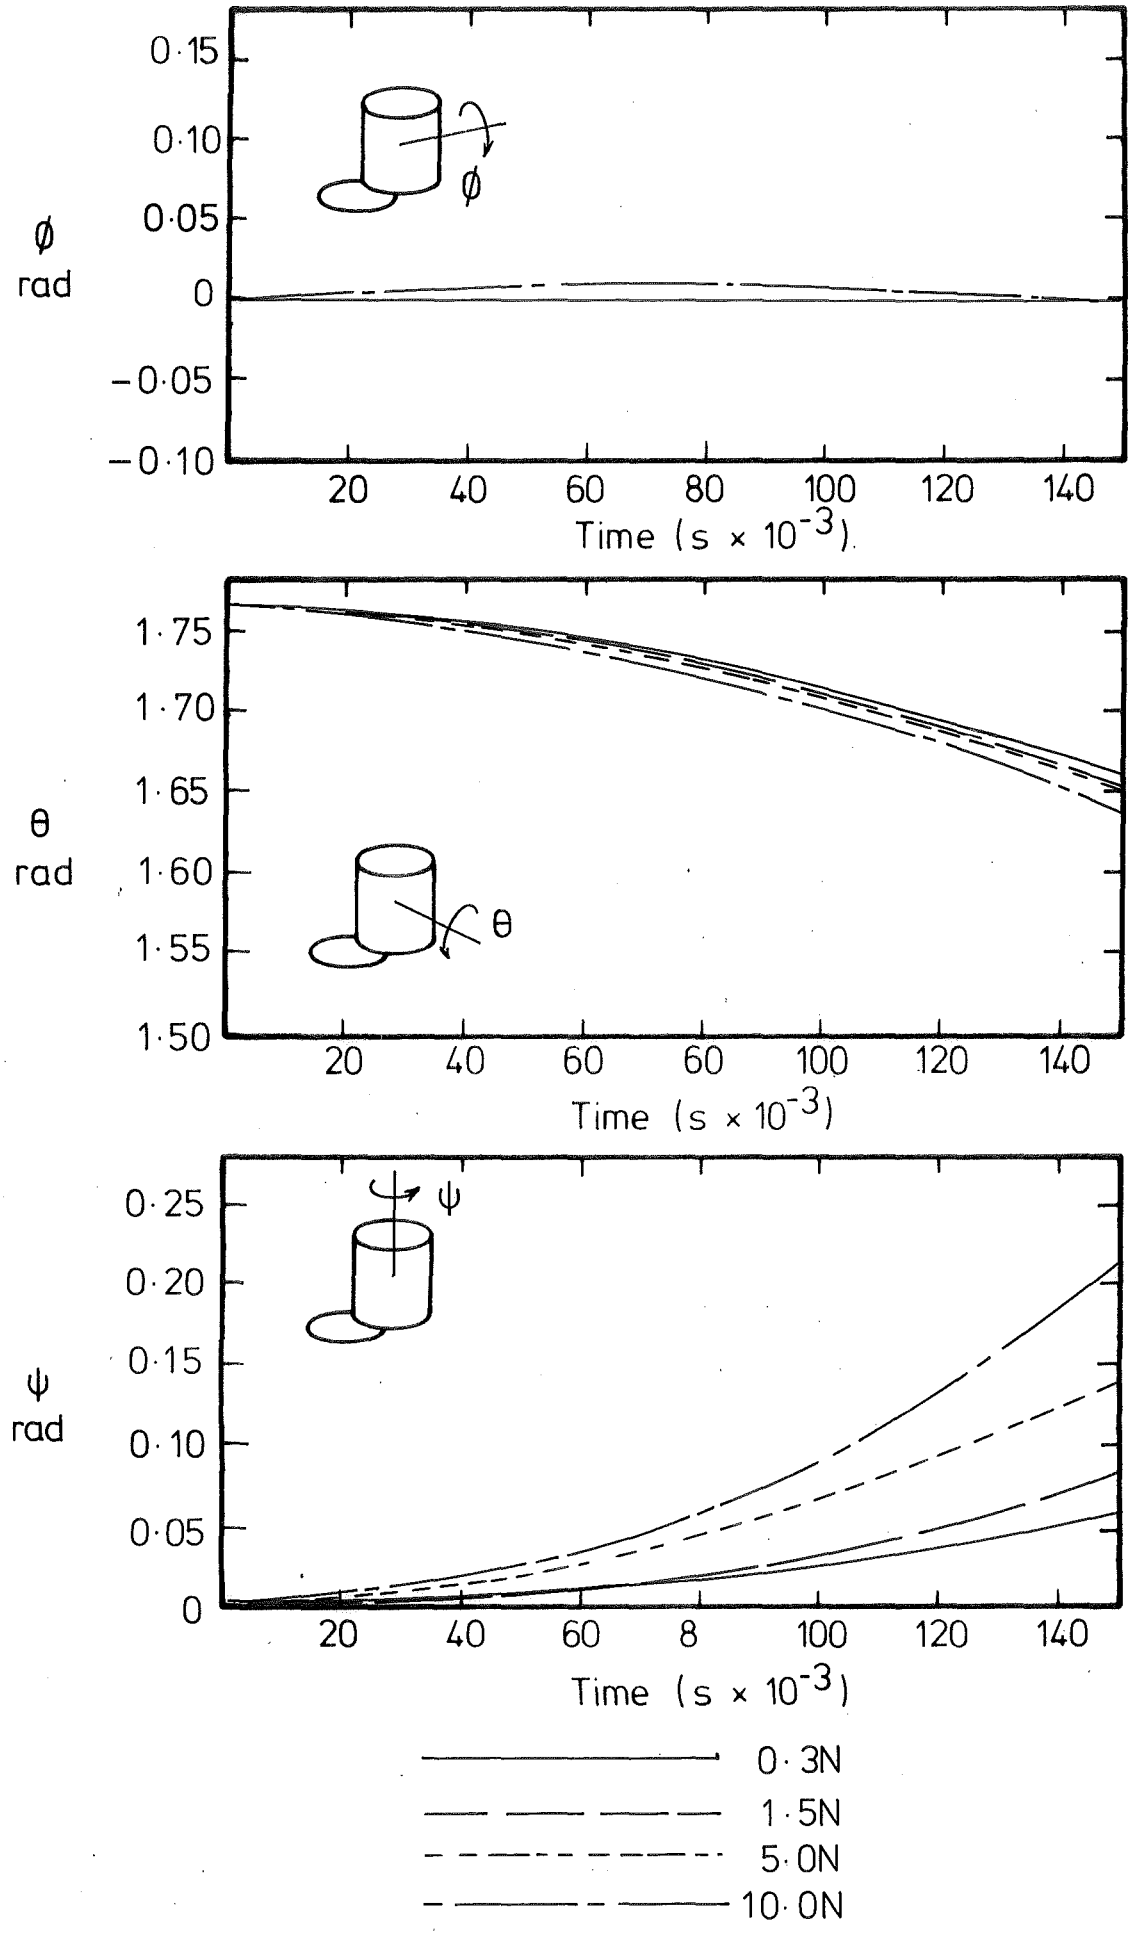 0.15
0.10
0.05
0
-0.05
-0.10
ϕ
rad
ϕ
20 40 60 80 100 120 140
Time (s × 10⁻³).
1.75
1.70
1.65
1.60
1.55
1.50
θ
rad
θ
20 40 60 60 100 120 140
Time (s × 10⁻³)
0.25
0.20
0.15
0.10
0.05
0
ψ
rad
ψ
20 40 60 8 100 120 140
Time (s × 10⁻³)
0.3N
1.5N
5.0N
10.0N